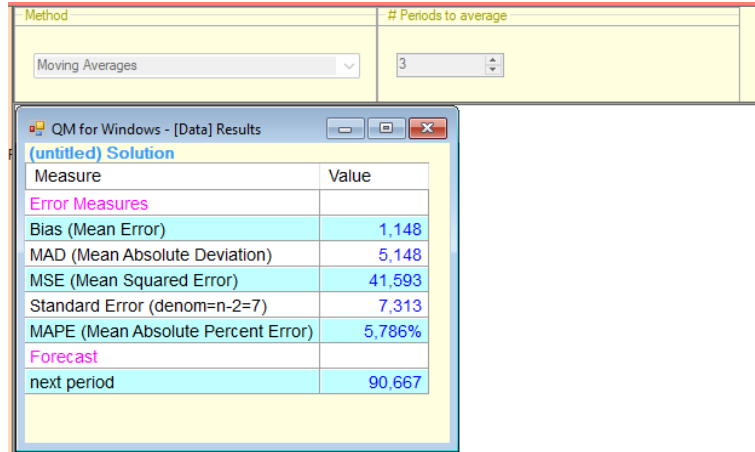 Method
# Periods to average
Moving Averages
3
QM for Windows - [Data] Results
(untitled) Solution
Measure Value
Error Measures
Bias (Mean Error) 1,148
MAD (Mean Absolute Deviation) 5,148
MSE (Mean Squared Error) 41,593
Standard Error (denom=n-2=7) 7,313
MAPE (Mean Absolute Percent Error) 5,786%
Forecast
next period 90,667